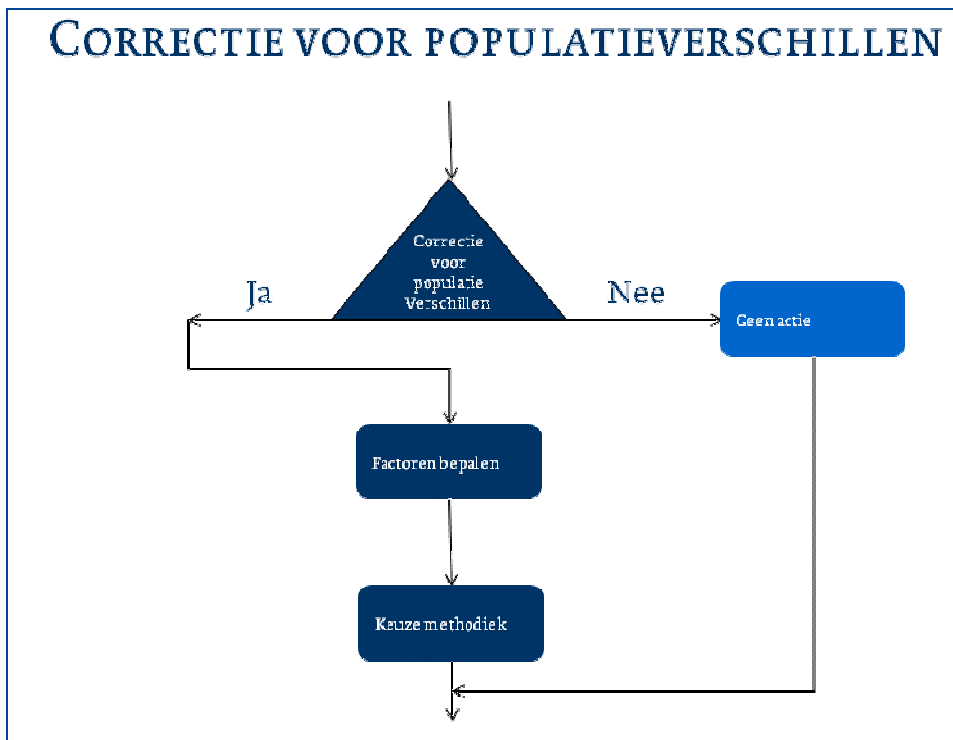 CORRECTIE VOOR POPULATIEVERSCHILLEN
Correctie
voor
populatie
Verschillen
Ja
Nee
Geen actie
Factoren bepalen
Keuze methodiek